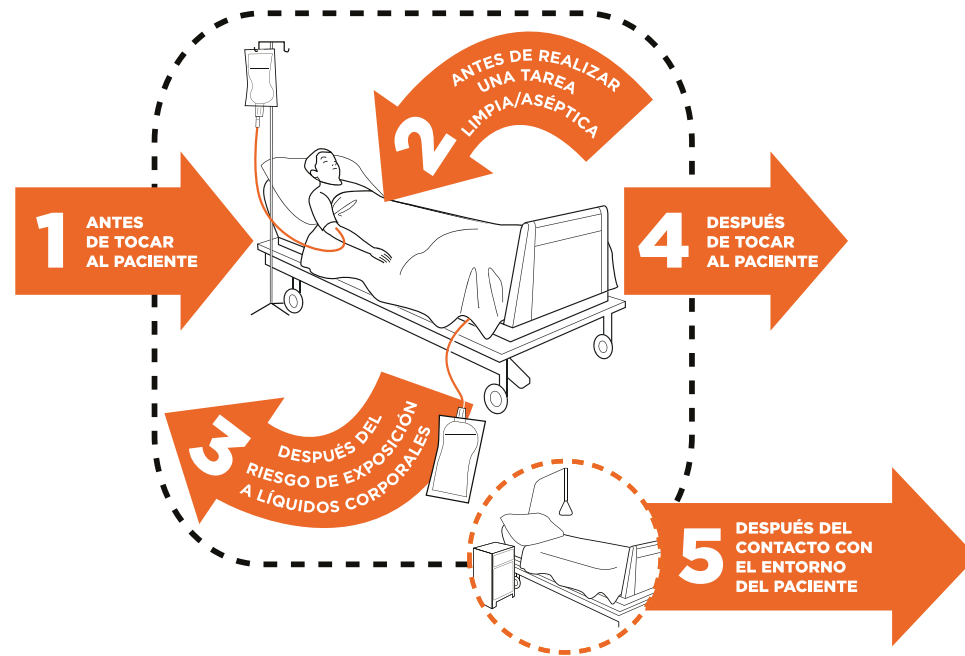 1
ANTES
DE TOCAR
AL PACIENTE
2
ANTES DE REALIZAR
UNA TAREA
LIMPIA/ASÉPTICA
3
DESPUÉS DEL
RIESGO DE EXPOSICIÓN
A LÍQUIDOS CORPORALES
4
DESPUÉS
DE TOCAR
AL PACIENTE
5
DESPUÉS DEL
CONTACTO CON
EL ENTORNO
DEL PACIENTE